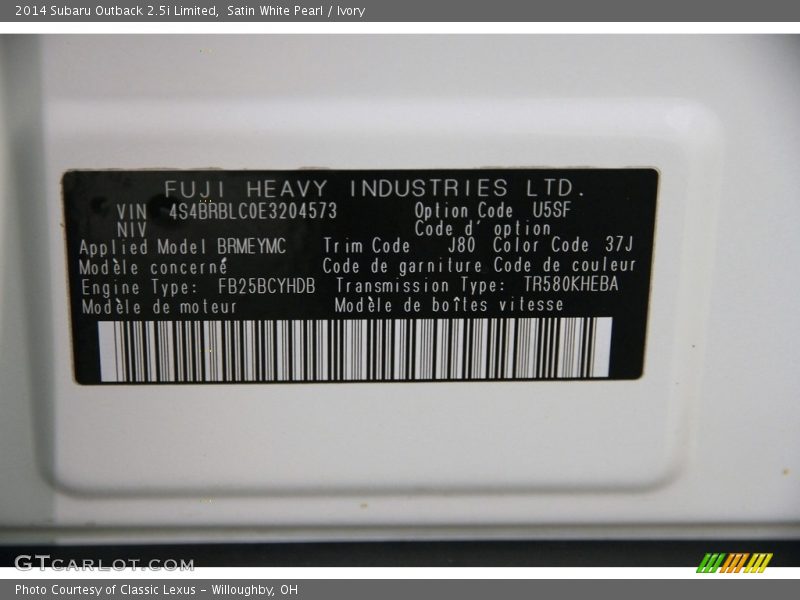 2014 Subaru Outback 2.5i Limited,  Satin White Pearl / Ivory
FUJI HEAVY INDUSTRIES LTD.
VIN 4S4BRBLC0E3204573 Option Code U5SF
NIV Code d' option
Applied Model BRMEYMC Trim Code J80 Color Code 37J
Modèle concerné Code de garniture Code de couleur
Engine Type: FB25BCYHDB Transmission Type: TR580KHEBA
Modèle de moteur Modèle de boîtes vitesse
GTCARLOT.COM
Photo Courtesy of Classic Lexus - Willoughby, OH